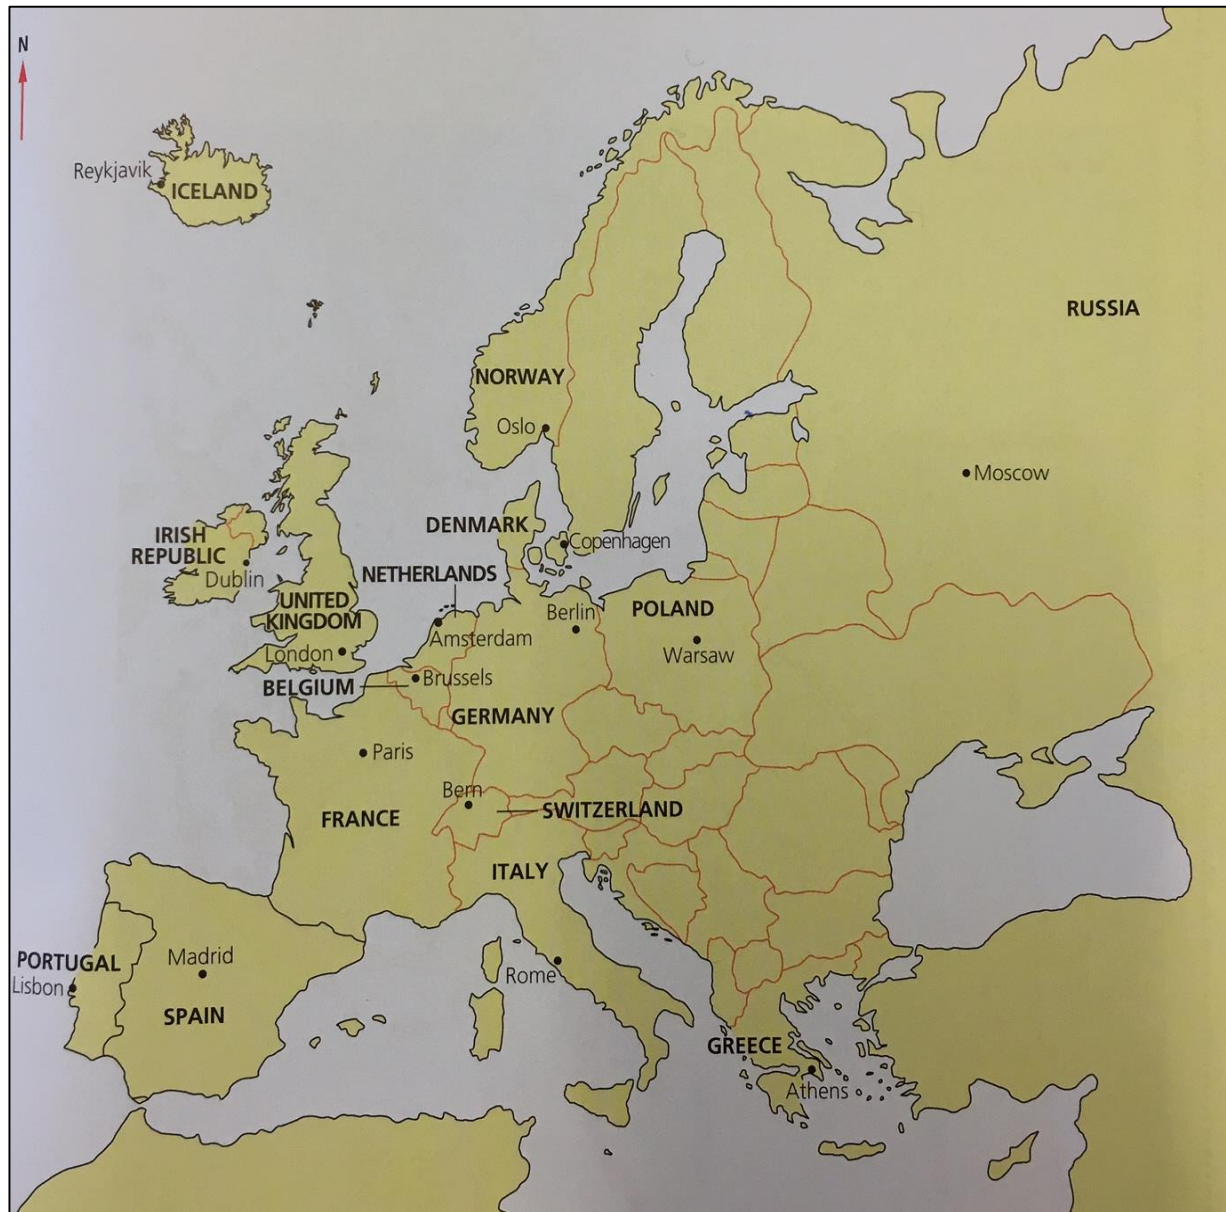 N
Reykjavik
ICELAND
RUSSIA
NORWAY
Oslo
Moscow
DENMARK
Copenhagen
IRISH
REPUBLIC
Dublin
NETHERLANDS
UNITED
KINGDOM
London
Amsterdam
Berlin
POLAND
Warsaw
BELGIUM
Brussels
GERMANY
Paris
Bern
SWITZERLAND
FRANCE
ITALY
PORTUGAL
Lisbon
Madrid
SPAIN
Rome
GREECE
Athens